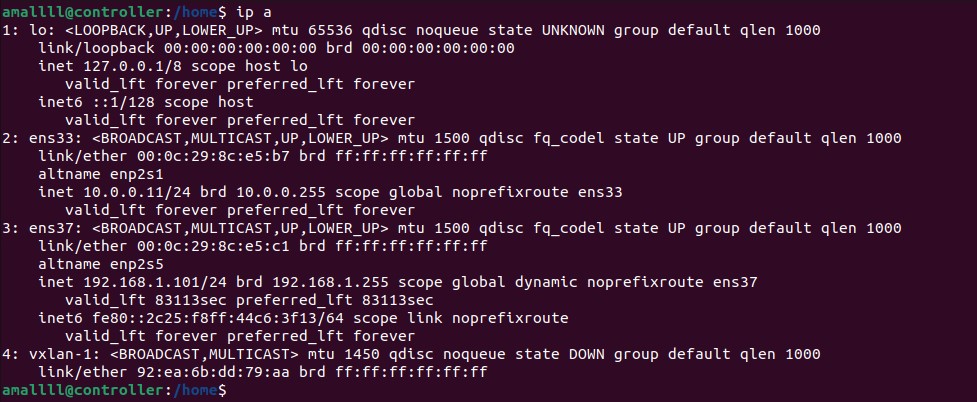 amallll@controller:/home$ ip a
1: lo: <LOOPBACK,UP,LOWER_UP> mtu 65536 qdisc noqueue state UNKNOWN group default qlen 1000
    link/loopback 00:00:00:00:00:00 brd 00:00:00:00:00:00
    inet 127.0.0.1/8 scope host lo
       valid_lft forever preferred_lft forever
    inet6 ::1/128 scope host
       valid_lft forever preferred_lft forever
2: ens33: <BROADCAST,MULTICAST,UP,LOWER_UP> mtu 1500 qdisc fq_codel state UP group default qlen 1000
    link/ether 00:0c:29:8c:e5:b7 brd ff:ff:ff:ff:ff:ff
    altname enp2s1
    inet 10.0.0.11/24 brd 10.0.0.255 scope global noprefixroute ens33
       valid_lft forever preferred_lft forever
3: ens37: <BROADCAST,MULTICAST,UP,LOWER_UP> mtu 1500 qdisc fq_codel state UP group default qlen 1000
    link/ether 00:0c:29:8c:e5:c1 brd ff:ff:ff:ff:ff:ff
    altname enp2s5
    inet 192.168.1.101/24 brd 192.168.1.255 scope global dynamic noprefixroute ens37
       valid_lft 83113sec preferred_lft 83113sec
    inet6 fe80::2c25:f8ff:44c6:3f13/64 scope link noprefixroute
       valid_lft forever preferred_lft forever
4: vxlan-1: <BROADCAST,MULTICAST> mtu 1450 qdisc noqueue state DOWN group default qlen 1000
    link/ether 92:ea:6b:dd:79:aa brd ff:ff:ff:ff:ff:ff
amallll@controller:/home$